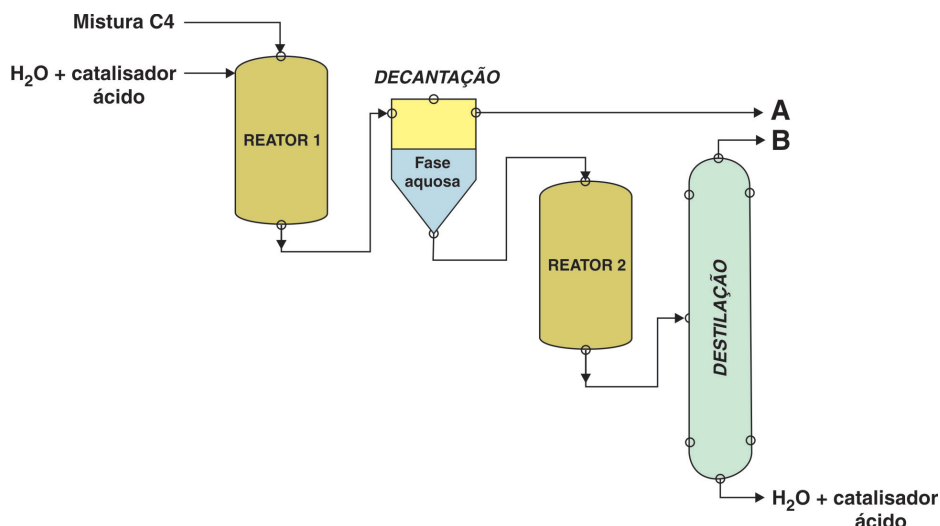 Mistura C4
H₂O + catalisador
ácido
REATOR 1
DECANTAÇÃO
Fase
aquosa
A
B
REATOR 2
DESTILAÇÃO
H₂O + catalisador
ácido